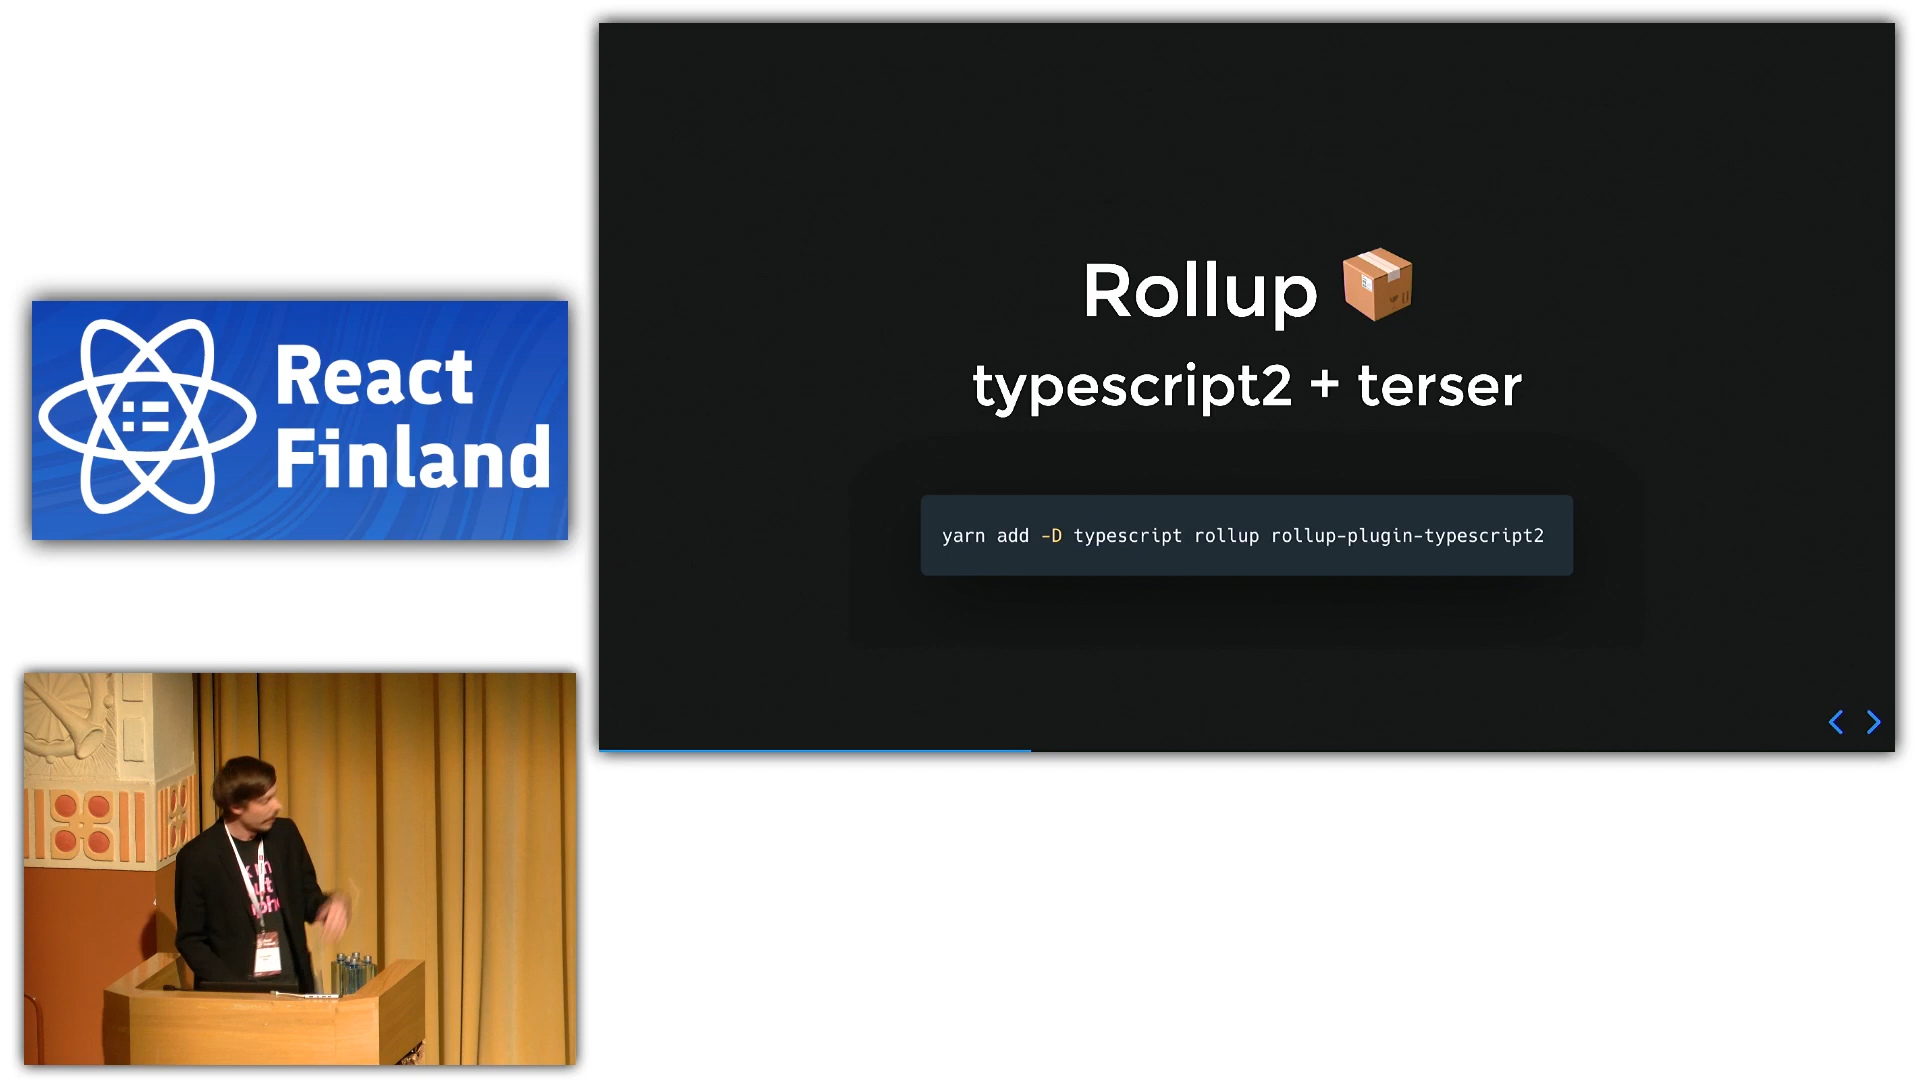 React
Finland
Rollup 📦
typescript2 + terser
yarn add -D typescript rollup rollup-plugin-typescript2